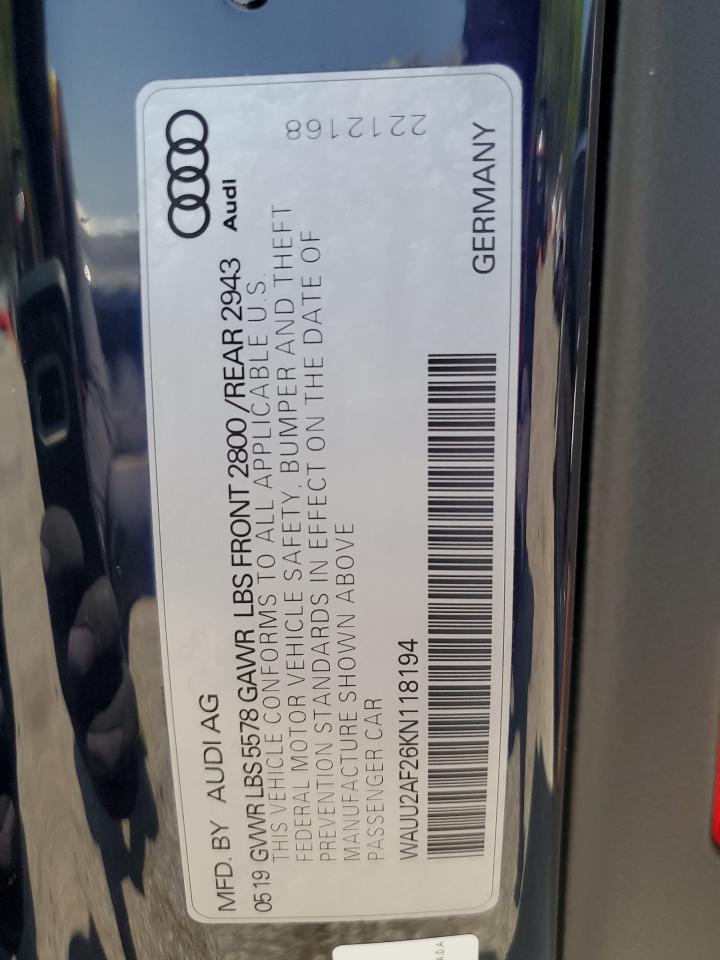 MFD. BY AUDI AG
Audi
0519 GVWR LBS 5578 GAWR LBS FRONT 2800 /REAR 2943
THIS VEHICLE CONFORMS TO ALL APPLICABLE U.S.
FEDERAL MOTOR VEHICLE SAFETY, BUMPER AND THEFT
PREVENTION STANDARDS IN EFFECT ON THE DATE OF
MANUFACTURE SHOWN ABOVE
PASSENGER CAR
2212168
WAUU2AF26KN118194
GERMANY